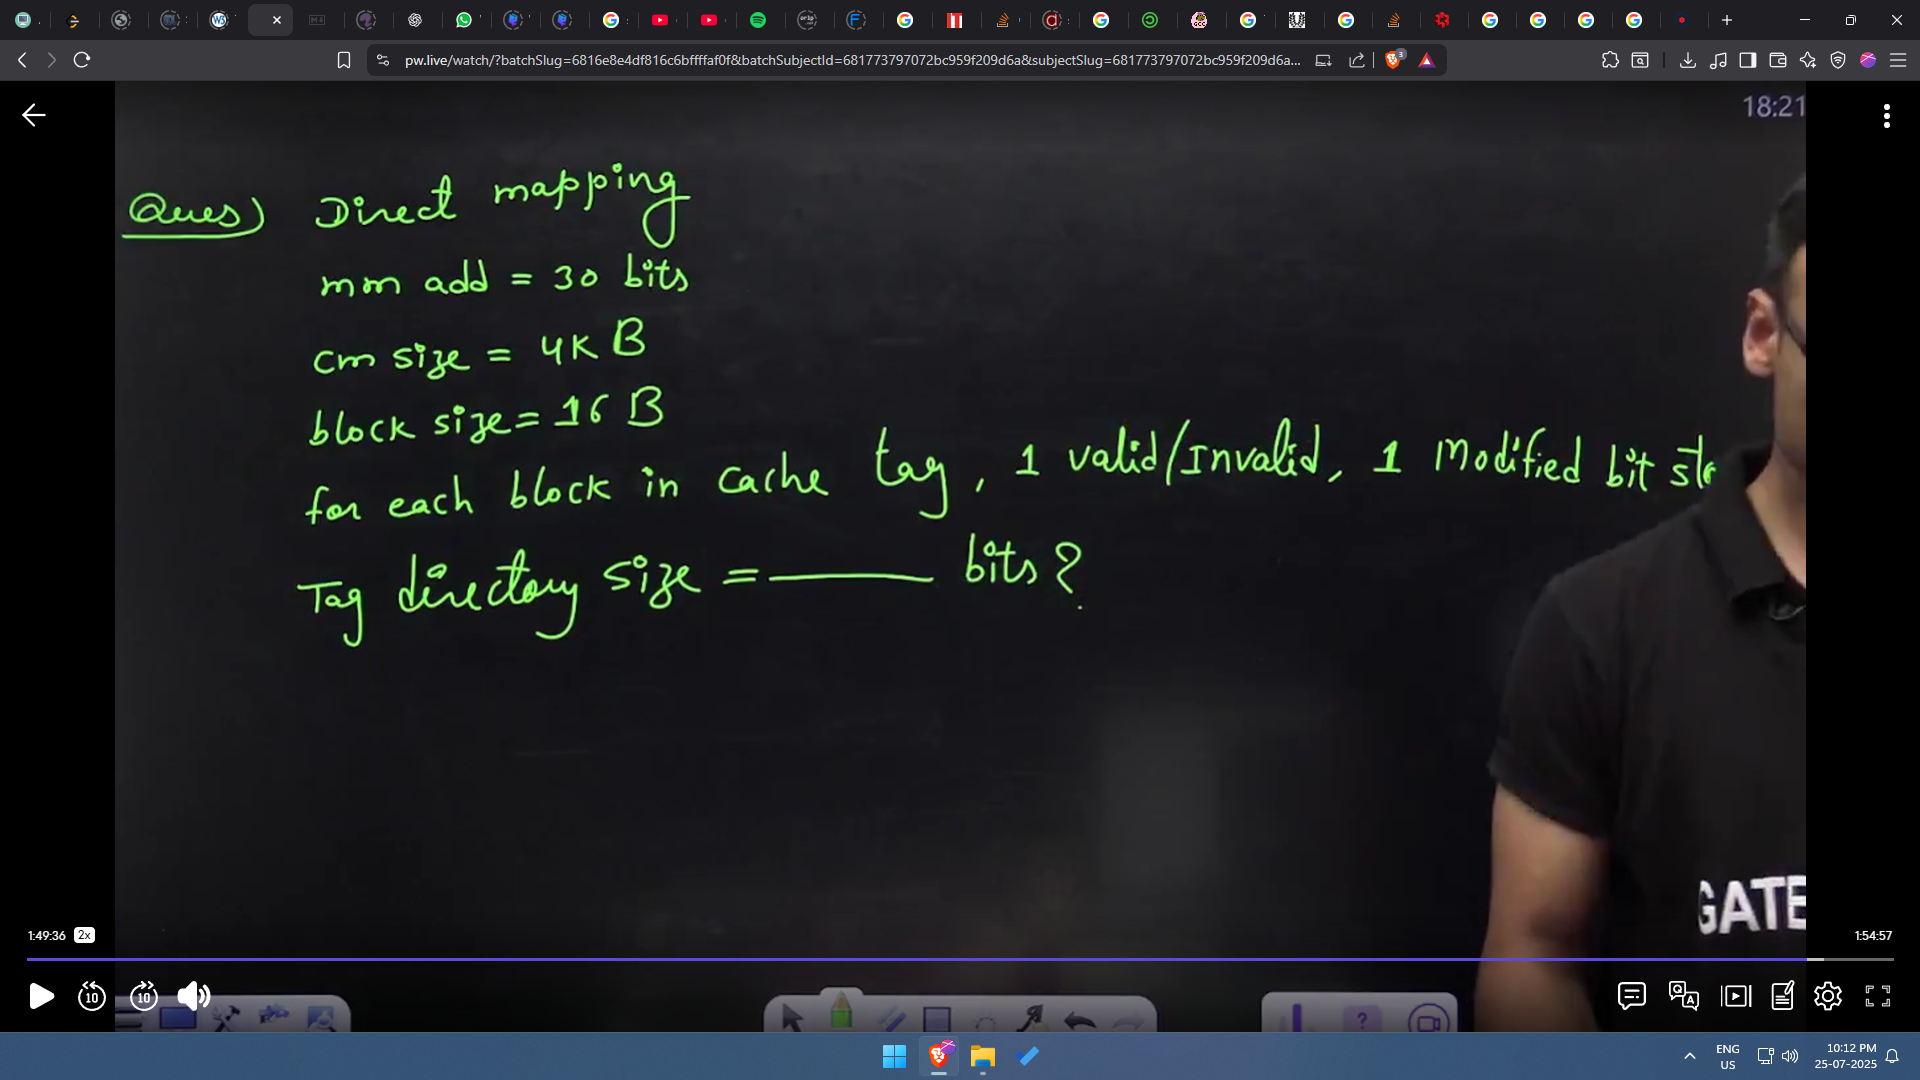 pw.live/watch/?batchSlug=6816e8e4df816c6bffffaf0f&batchSubjectId=681773797072bc959f209d6a&subjectSlug=681773797072bc959f209d6a...
18:21
Ques) Direct mapping
mm add = 30 bits
cm size = 4K B
block size = 16 B
for each block in cache tag, 1 valid/Invalid, 1 Modified bit
Tag directory size = ______ bits?
GATE
1:49:36 2x
1:54:57
10 10
ENG
US
10:12 PM
25-07-2025